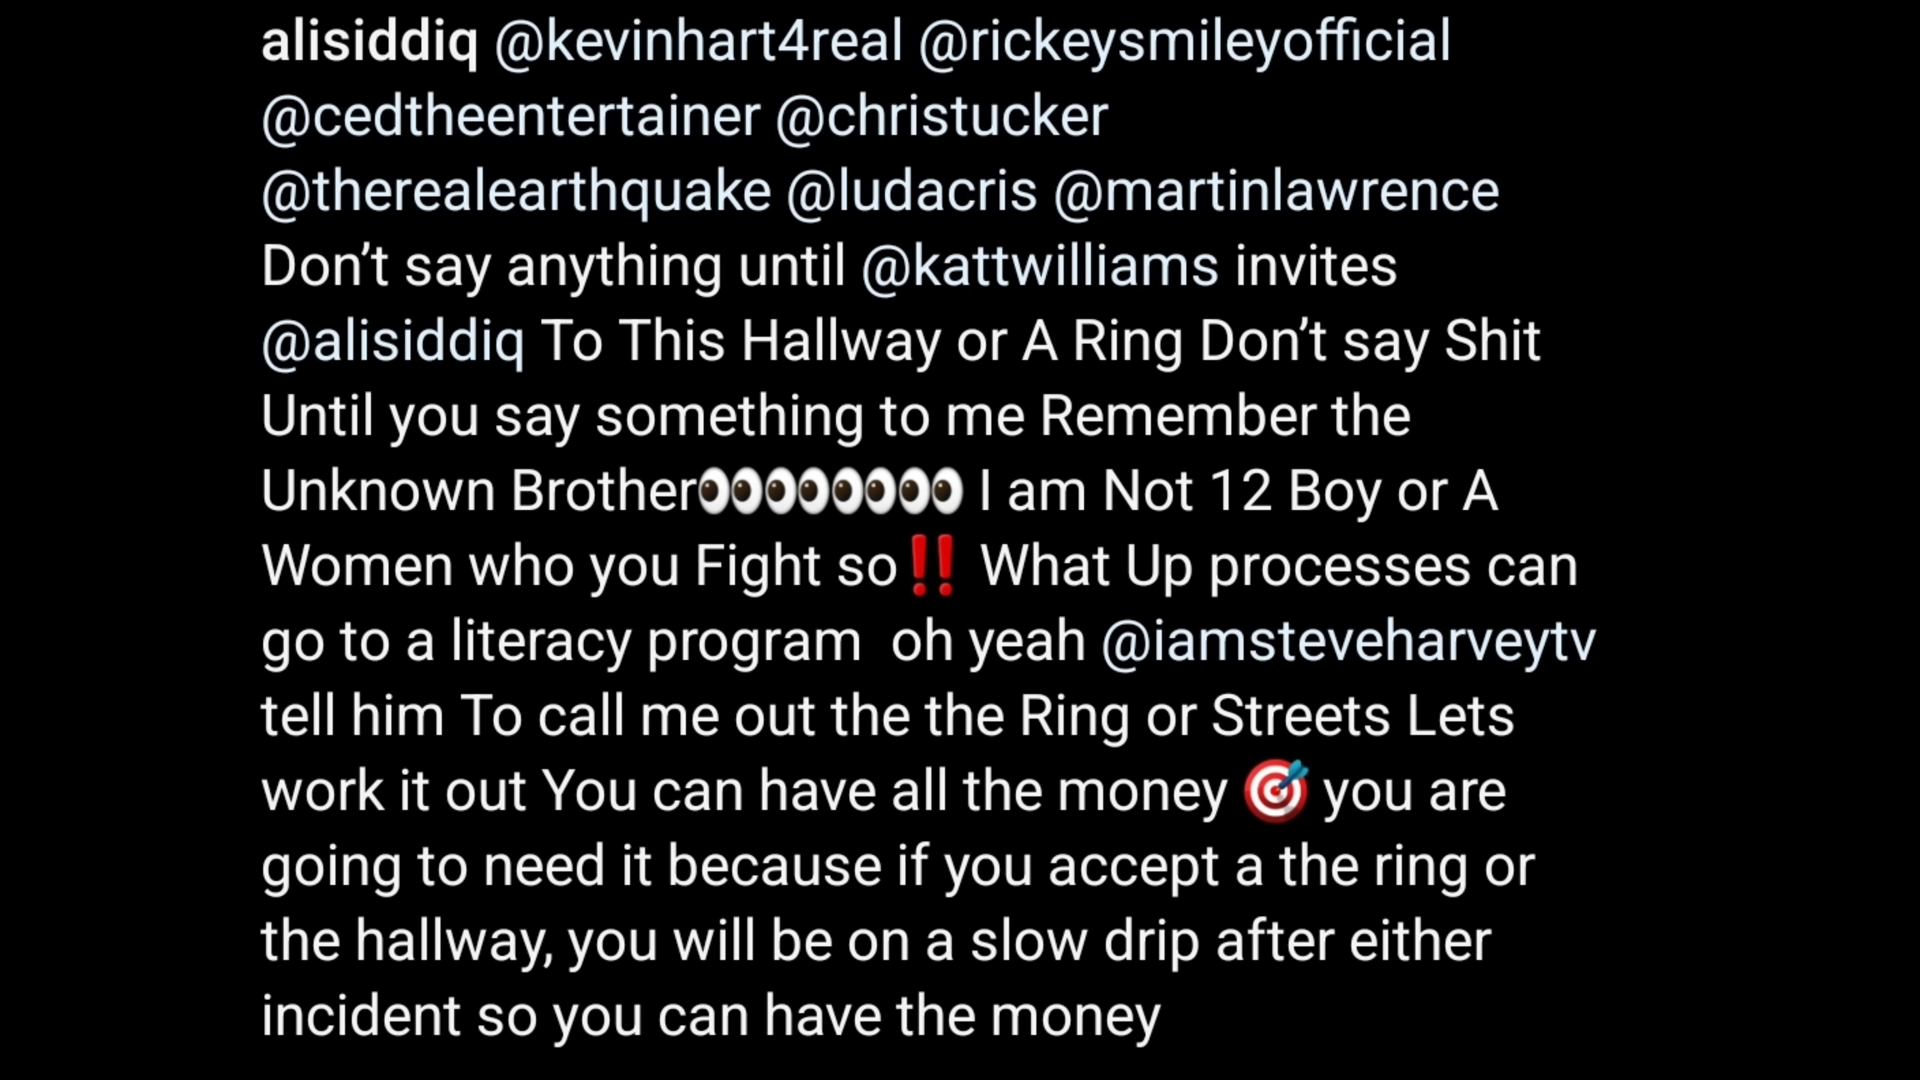 alisiddiq @kevinhart4real @rickeysmileyofficial
@cedtheentertainer @christucker
@therealearthquake @ludacris @martinlawrence
Don’t say anything until @kattwilliams invites
@alisiddiq To This Hallway or A Ring Don’t say Shit
Until you say something to me Remember the
Unknown Brother👀👀👀👀 I am Not 12 Boy or A
Women who you Fight so‼️ What Up processes can
go to a literacy program  oh yeah @iamsteveharveytv
tell him To call me out the the Ring or Streets Lets
work it out You can have all the money 🎯 you are
going to need it because if you accept a the ring or
the hallway, you will be on a slow drip after either
incident so you can have the money